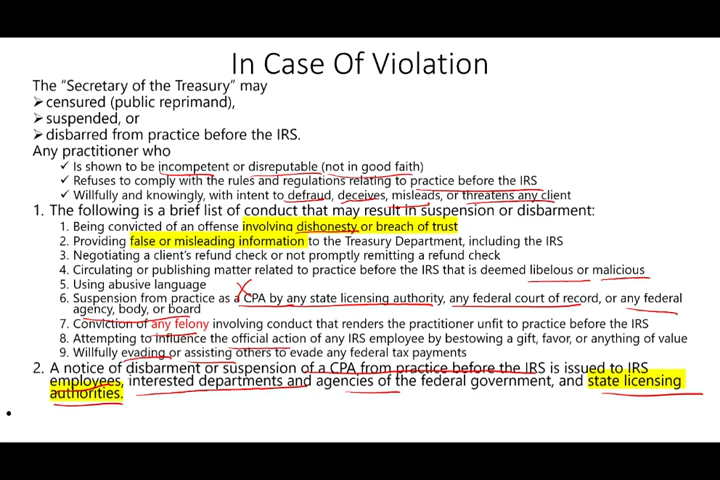 In Case Of Violation
The “Secretary of the Treasury” may
➢censured (public reprimand),
➢suspended, or
➢disbarred from practice before the IRS.
Any practitioner who
✓ Is shown to be incompetent or disreputable (not in good faith)
✓ Refuses to comply with the rules and regulations relating to practice before the IRS
✓ Willfully and knowingly, with intent to defraud, deceives, misleads, or threatens any client
1. The following is a brief list of conduct that may result in suspension or disbarment:
1. Being convicted of an offense involving dishonesty or breach of trust
2. Providing false or misleading information to the Treasury Department, including the IRS
3. Negotiating a client’s refund check or not promptly remitting a refund check
4. Circulating or publishing matter related to practice before the IRS that is deemed libelous or malicious
5. Using abusive language
6. Suspension from practice as a CPA by any state licensing authority, any federal court of record, or any federal
agency, body, or board
7. Conviction of any felony involving conduct that renders the practitioner unfit to practice before the IRS
8. Attempting to influence the official action of any IRS employee by bestowing a gift, favor, or anything of value
9. Willfully evading or assisting others to evade any federal tax payments
2. A notice of disbarment or suspension of a CPA from practice before the IRS is issued to IRS
employees, interested departments and agencies of the federal government, and state licensing
authorities.